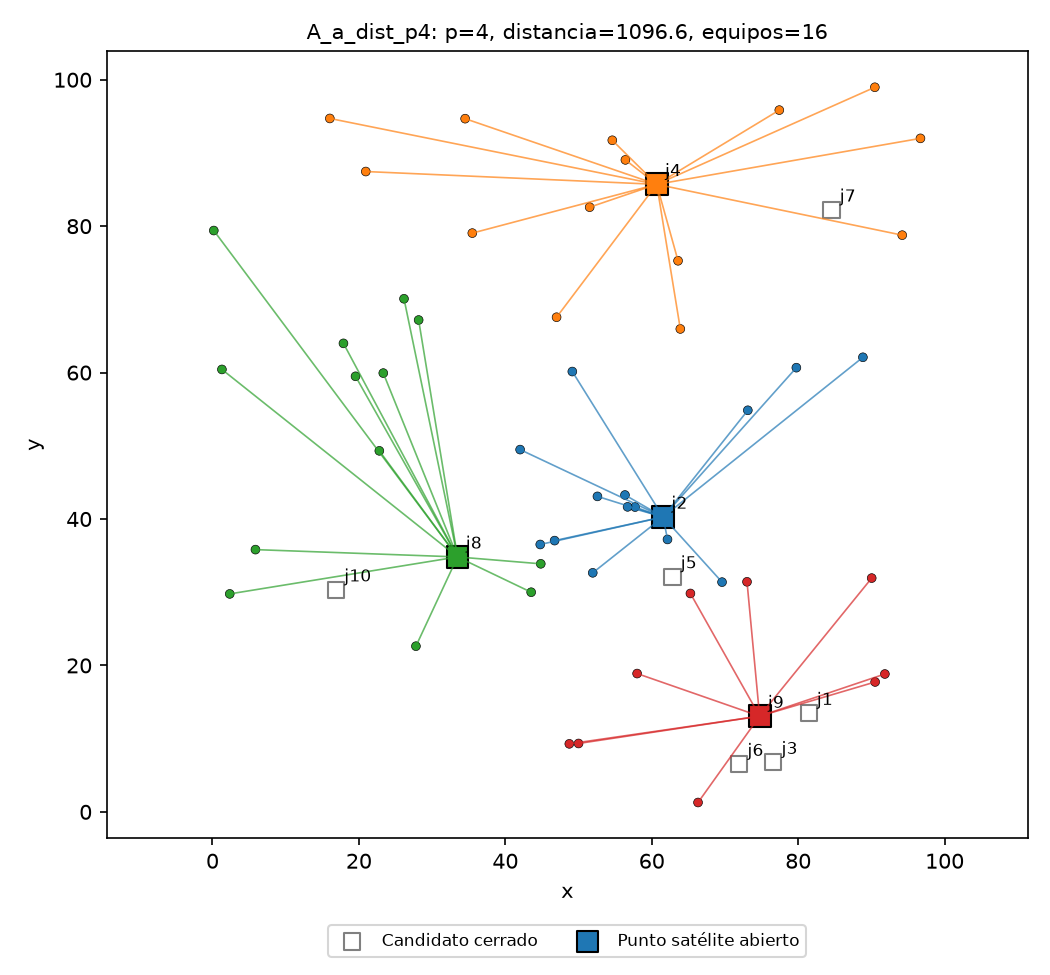 A_a_dist_p4: p=4, distancia=1096.6, equipos=16
100
80
60
40
20
0
y
j4
j7
j2
j8
j5
j10
j9
j1
j6
j3
0
20
40
60
80
100
x
Candidato cerrado
Punto satélite abierto